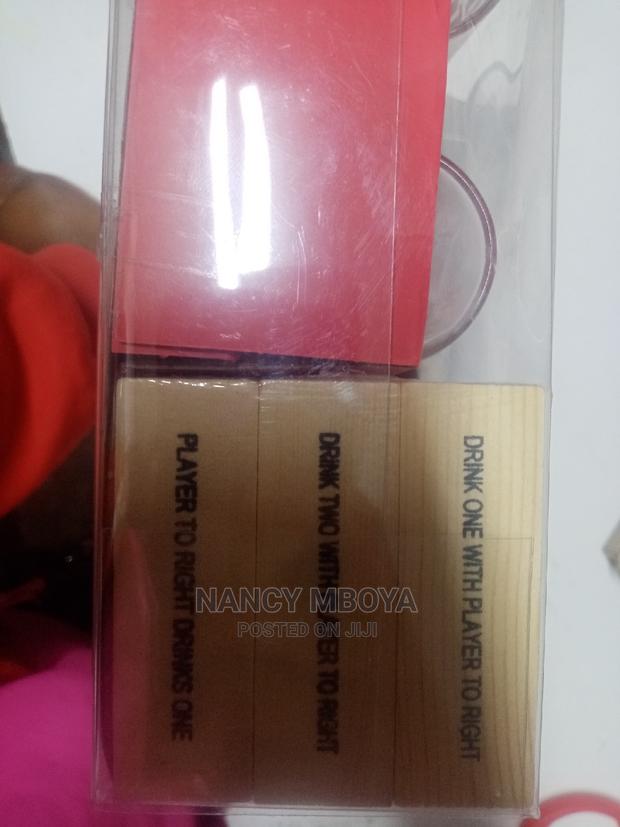 DRINK ONE WITH PLAYER TO RIGHT
DRINK TWO WITH PLAYER TO RIGHT
PLAYER TO RIGHT DRINKS ONE
NANCY MBOYA
POSTED ON JIJI